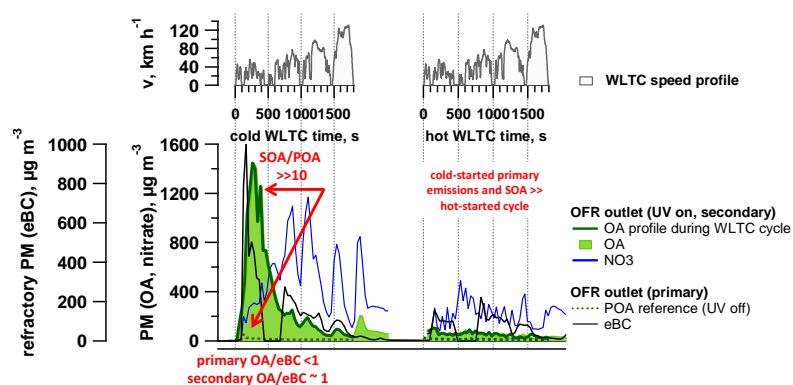 v, km h⁻¹
120
80
40
0
0
500
1000
1500
cold WLTC time, s
0
500
1000
1500
hot WLTC time, s
WLTC speed profile
refractory PM (eBC), µg m⁻³
1000
800
600
400
200
0
PM (OA, nitrate), µg m⁻³
1600
1200
800
400
0
SOA/POA
>>10
cold-started primary
emissions and SOA >>
hot-started cycle
OFR outlet (UV on, secondary)
OA profile during WLTC cycle
OA
NO3
OFR outlet (primary)
POA reference (UV off)
eBC
primary OA/eBC <1
secondary OA/eBC ~ 1